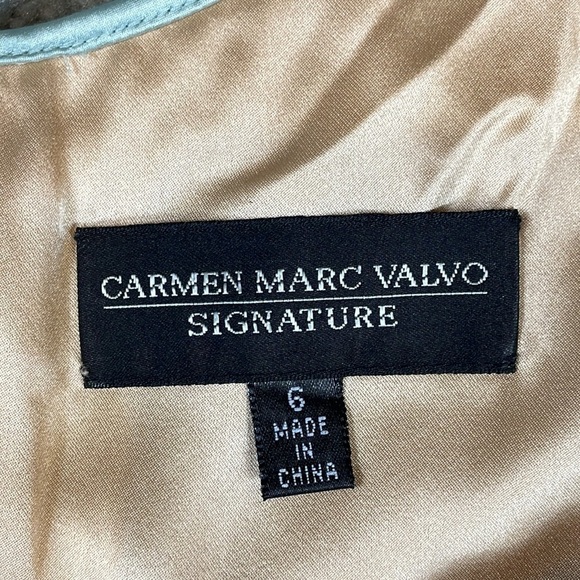 CARMEN MARC VALVO
SIGNATURE
6
MADE
IN
CHINA